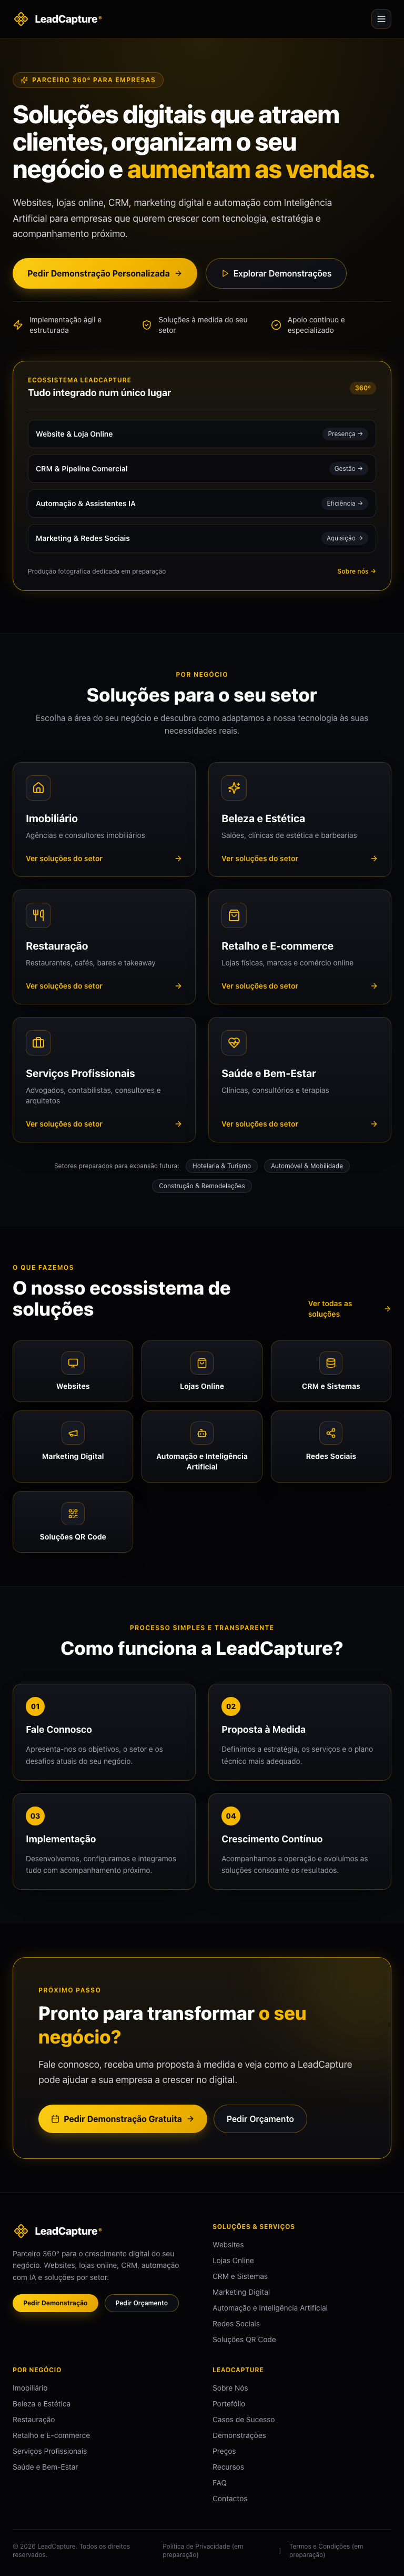 LeadCapture®
PARCEIRO 360° PARA EMPRESAS
Soluções digitais que atraem
clientes, organizam o seu
negócio e aumentam as vendas.
Websites, lojas online, CRM, marketing digital e automação com Inteligência
Artificial para empresas que querem crescer com tecnologia, estratégia e
acompanhamento próximo.
Pedir Demonstração Personalizada →
Explorar Demonstrações
Implementação ágil e
estruturada
Soluções à medida do seu
setor
Apoio contínuo e
especializado
ECOSSISTEMA LEADCAPTURE
Tudo integrado num único lugar
360°
Website & Loja Online
Presença →
CRM & Pipeline Comercial
Gestão →
Automação & Assistentes IA
Eficiência →
Marketing & Redes Sociais
Aquisição →
Produção fotográfica dedicada em preparação
Sobre nós →
POR NEGÓCIO
Soluções para o seu setor
Escolha a área do seu negócio e descubra como adaptamos a nossa tecnologia às suas
necessidades reais.
Imobiliário
Agências e consultores imobiliários
Ver soluções do setor →
Beleza e Estética
Salões, clínicas de estética e barbearias
Ver soluções do setor →
Restauração
Restaurantes, cafés, bares e takeaway
Ver soluções do setor →
Retalho e E-commerce
Lojas físicas, marcas e comércio online
Ver soluções do setor →
Serviços Profissionais
Advogados, contabilistas, consultores e
arquitetos
Ver soluções do setor →
Saúde e Bem-Estar
Clínicas, consultórios e terapias
Ver soluções do setor →
Setores preparados para expansão futura:
Hotelaria & Turismo
Automóvel & Mobilidade
Construção & Remodelações
O QUE FAZEMOS
O nosso ecossistema de
soluções
Ver todas as
soluções →
Websites
Lojas Online
CRM e Sistemas
Marketing Digital
Automação e Inteligência
Artificial
Redes Sociais
Soluções QR Code
PROCESSO SIMPLES E TRANSPARENTE
Como funciona a LeadCapture?
01
Fale Connosco
Apresenta-nos os objetivos, o setor e os
desafios atuais do seu negócio.
02
Proposta à Medida
Definimos a estratégia, os serviços e o plano
técnico mais adequado.
03
Implementação
Desenvolvemos, configuramos e integramos
tudo com acompanhamento próximo.
04
Crescimento Contínuo
Acompanhamos a operação e evoluímos as
soluções consoante os resultados.
PRÓXIMO PASSO
Pronto para transformar o seu
negócio?
Fale connosco, receba uma proposta à medida e veja como a LeadCapture
pode ajudar a sua empresa a crescer no digital.
Pedir Demonstração Gratuita →
Pedir Orçamento
LeadCapture®
Parceiro 360° para o crescimento digital do seu
negócio. Websites, lojas online, CRM, automação
com IA e soluções por setor.
Pedir Demonstração
Pedir Orçamento
SOLUÇÕES & SERVIÇOS
Websites
Lojas Online
CRM e Sistemas
Marketing Digital
Automação e Inteligência Artificial
Redes Sociais
Soluções QR Code
POR NEGÓCIO
Imobiliário
Beleza e Estética
Restauração
Retalho e E-commerce
Serviços Profissionais
Saúde e Bem-Estar
LEADCAPTURE
Sobre Nós
Portefólio
Casos de Sucesso
Demonstrações
Preços
Recursos
FAQ
Contactos
© 2026 LeadCapture. Todos os direitos
reservados.
Política de Privacidade (em
preparação)
|
Termos e Condições (em
preparação)